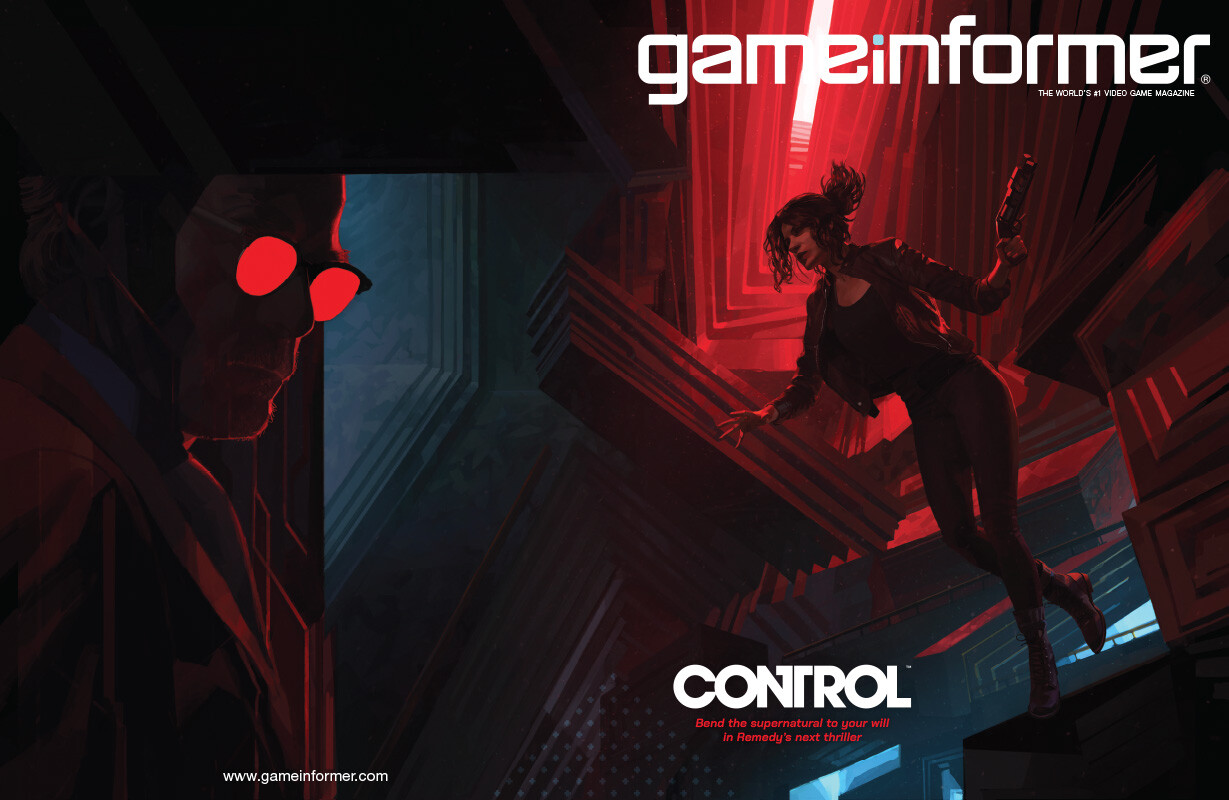 gameinformer®
THE WORLD'S #1 VIDEO GAME MAGAZINE
CONTROL™
Bend the supernatural to your will
in Remedy's next thriller
www.gameinformer.com